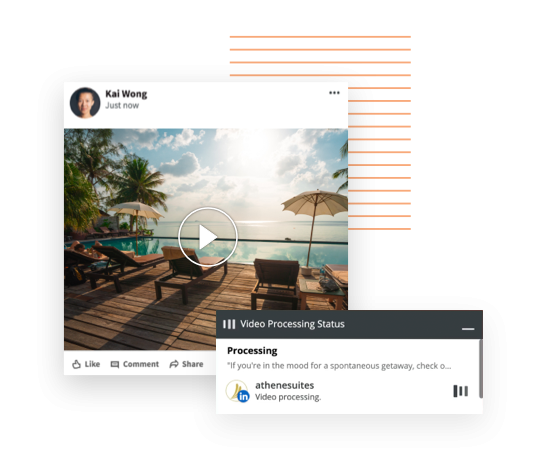 Kai Wong
Just now
Like Comment Share
Video Processing Status
Processing
"If you're in the mood for a spontaneous getaway, check o...
athenesuites
in
Video processing.